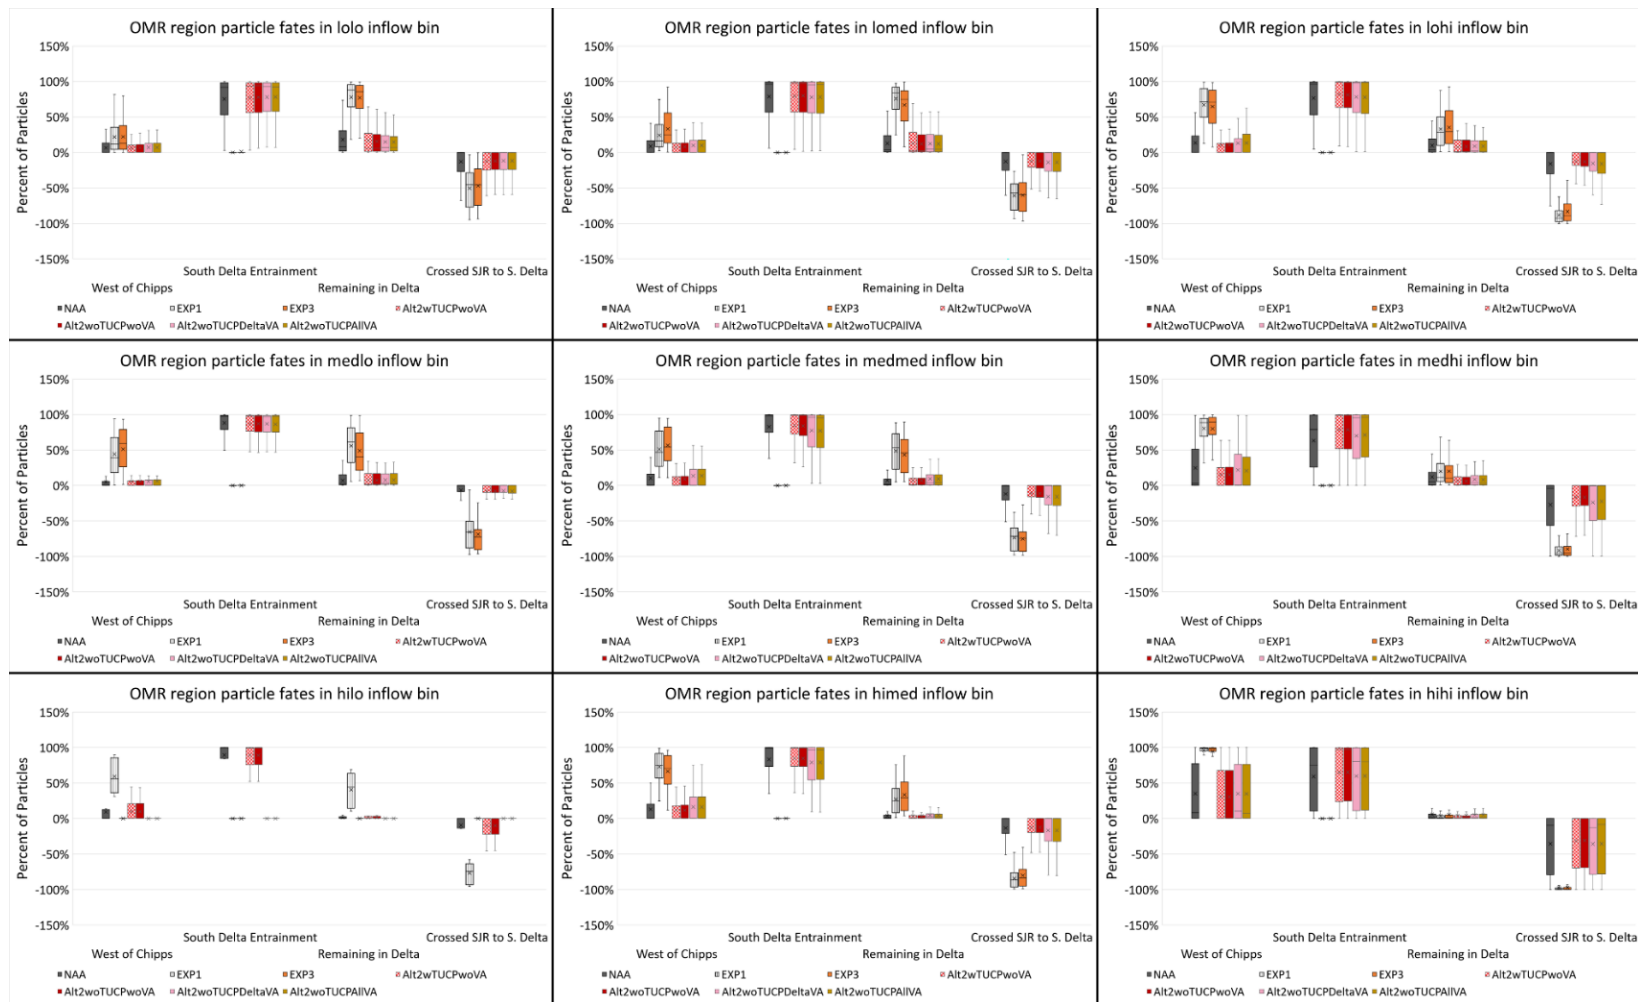 OMR region particle fates in lolo inflow bin
150%
100%
50%
0%
-50%
-100%
-150%
Percent of Particles
South Delta Entrainment Crossed SJR to S. Delta
West of Chipps Remaining in Delta
NAA EXP1 EXP3 Alt2wTUCPwoVA
Alt2woTUCPwoVA Alt2woTUCPDeltaVA Alt2woTUCPAllVA
OMR region particle fates in lomed inflow bin
150%
100%
50%
0%
-50%
-100%
-150%
Percent of Particles
South Delta Entrainment Crossed SJR to S. Delta
West of Chipps Remaining in Delta
NAA EXP1 EXP3 Alt2wTUCPwoVA
Alt2woTUCPwoVA Alt2woTUCPDeltaVA Alt2woTUCPAllVA
OMR region particle fates in lohi inflow bin
150%
100%
50%
0%
-50%
-100%
-150%
Percent of Particles
South Delta Entrainment Crossed SJR to S. Delta
West of Chipps Remaining in Delta
NAA EXP1 EXP3 Alt2wTUCPwoVA
Alt2woTUCPwoVA Alt2woTUCPDeltaVA Alt2woTUCPAllVA
OMR region particle fates in medlo inflow bin
150%
100%
50%
0%
-50%
-100%
-150%
Percent of Particles
South Delta Entrainment Crossed SJR to S. Delta
West of Chipps Remaining in Delta
NAA EXP1 EXP3 Alt2wTUCPwoVA
Alt2woTUCPwoVA Alt2woTUCPDeltaVA Alt2woTUCPAllVA
OMR region particle fates in medmed inflow bin
150%
100%
50%
0%
-50%
-100%
-150%
Percent of Particles
South Delta Entrainment Crossed SJR to S. Delta
West of Chipps Remaining in Delta
NAA EXP1 EXP3 Alt2wTUCPwoVA
Alt2woTUCPwoVA Alt2woTUCPDeltaVA Alt2woTUCPAllVA
OMR region particle fates in medhi inflow bin
150%
100%
50%
0%
-50%
-100%
-150%
Percent of Particles
South Delta Entrainment Crossed SJR to S. Delta
West of Chipps Remaining in Delta
NAA EXP1 EXP3 Alt2wTUCPwoVA
Alt2woTUCPwoVA Alt2woTUCPDeltaVA Alt2woTUCPAllVA
OMR region particle fates in hilo inflow bin
150%
100%
50%
0%
-50%
-100%
-150%
Percent of Particles
South Delta Entrainment Crossed SJR to S. Delta
West of Chipps Remaining in Delta
NAA EXP1 EXP3 Alt2wTUCPwoVA
Alt2woTUCPwoVA Alt2woTUCPDeltaVA Alt2woTUCPAllVA
OMR region particle fates in himed inflow bin
150%
100%
50%
0%
-50%
-100%
-150%
Percent of Particles
South Delta Entrainment Crossed SJR to S. Delta
West of Chipps Remaining in Delta
NAA EXP1 EXP3 Alt2wTUCPwoVA
Alt2woTUCPwoVA Alt2woTUCPDeltaVA Alt2woTUCPAllVA
OMR region particle fates in hihi inflow bin
150%
100%
50%
0%
-50%
-100%
-150%
Percent of Particles
South Delta Entrainment Crossed SJR to S. Delta
West of Chipps Remaining in Delta
NAA EXP1 EXP3 Alt2wTUCPwoVA
Alt2woTUCPwoVA Alt2woTUCPDeltaVA Alt2woTUCPAllVA